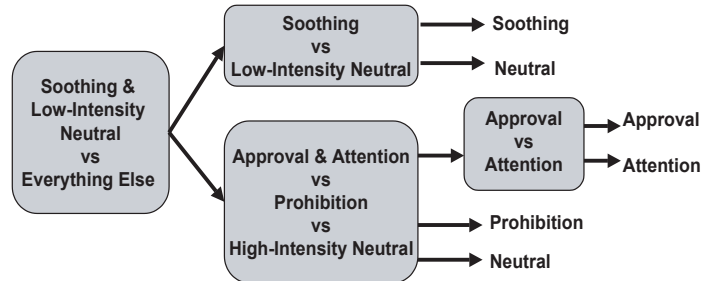 Soothing &
Low-Intensity
Neutral
vs
Everything Else
Soothing
vs
Low-Intensity Neutral
Soothing
Neutral
Approval & Attention
vs
Prohibition
vs
High-Intensity Neutral
Approval
vs
Attention
Approval
Attention
Prohibition
Neutral